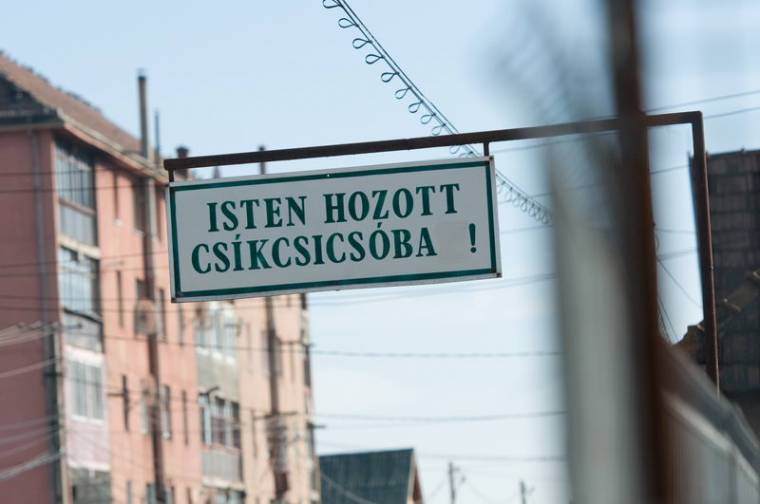 ISTEN HOZOTT
CSÍKCSICSÓBA !